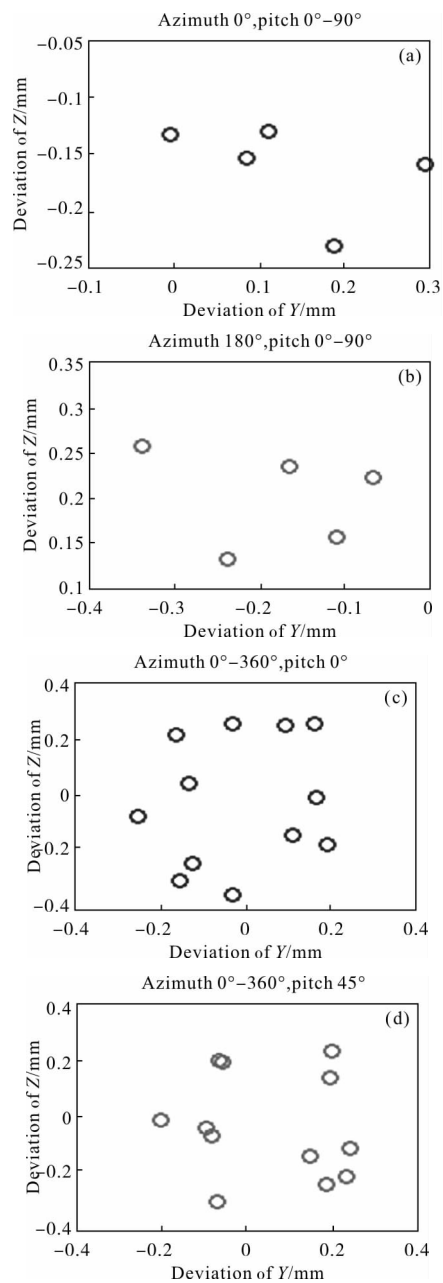 Azimuth 0°,pitch 0°−90°
(a)
Deviation of Z/mm
−0.05
−0.1
−0.15
−0.2
−0.25
−0.1 0 0.1 0.2 0.3
Deviation of Y/mm
Azimuth 180°,pitch 0°−90°
(b)
Deviation of Z/mm
0.35
0.3
0.25
0.2
0.15
0.1
−0.4 −0.3 −0.2 −0.1 0
Deviation of Y/mm
Azimuth 0°−360°,pitch 0°
(c)
Deviation of Z/mm
0.4
0.2
0
−0.2
−0.4
−0.4 −0.2 0 0.2 0.4
Deviation of Y/mm
Azimuth 0°−360°,pitch 45°
(d)
Deviation of Z/mm
0.4
0.2
0
−0.2
−0.4
−0.4 −0.2 0 0.2 0.4
Deviation of Y/mm